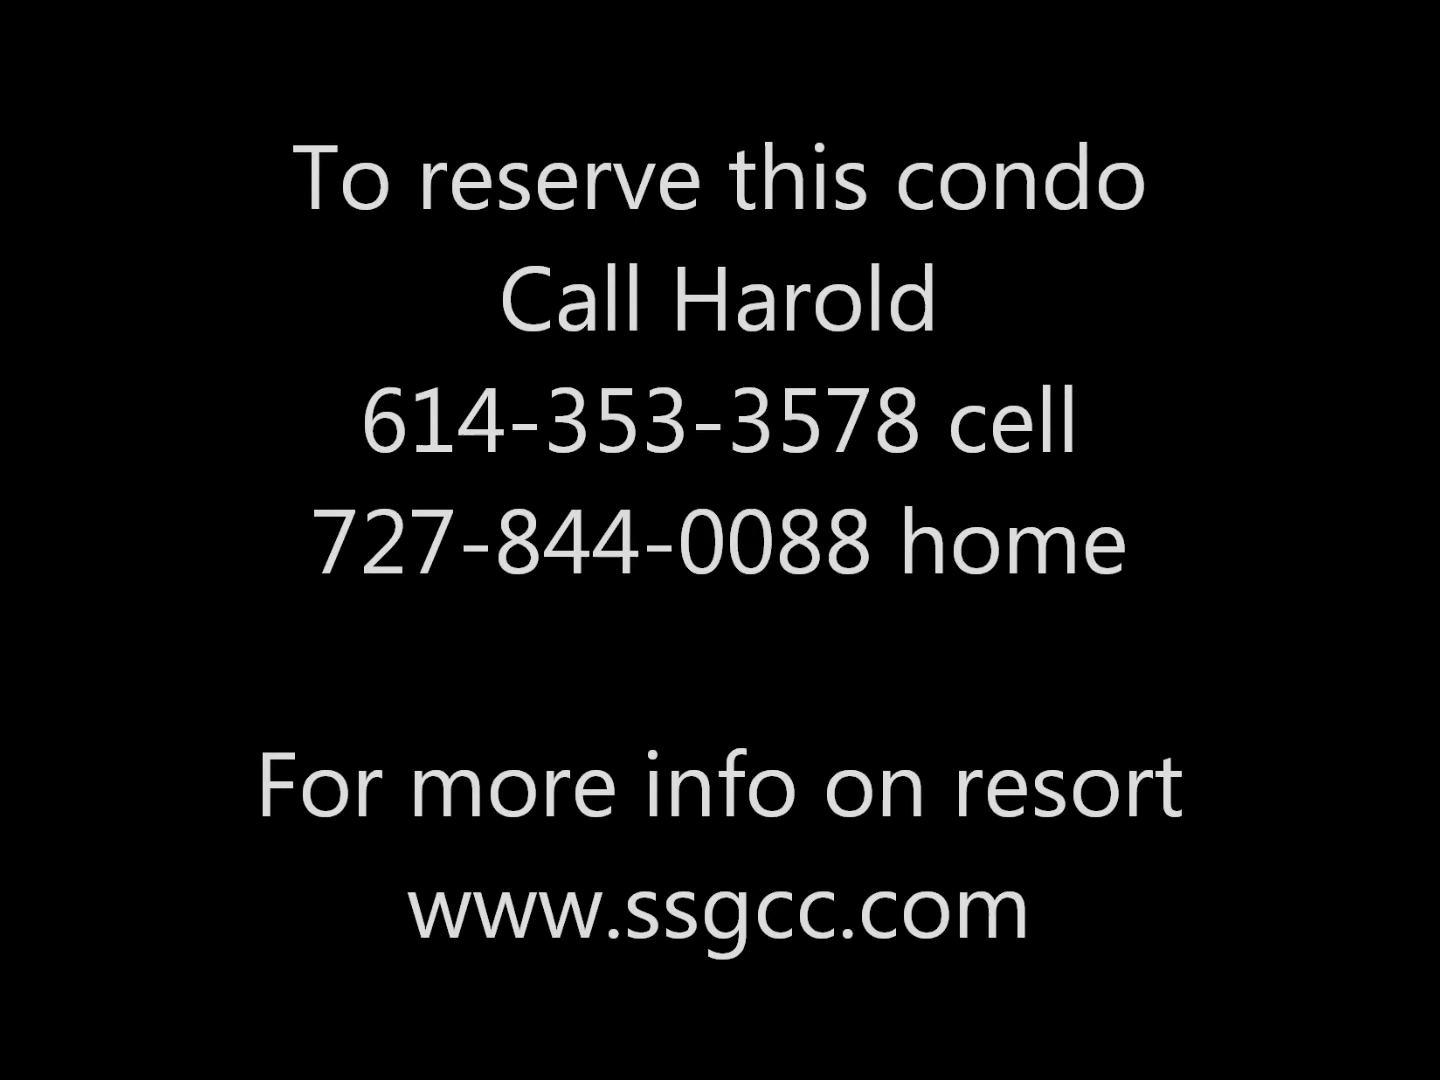 To reserve this condo
Call Harold
614-353-3578 cell
727-844-0088 home
For more info on resort
www.ssgcc.com